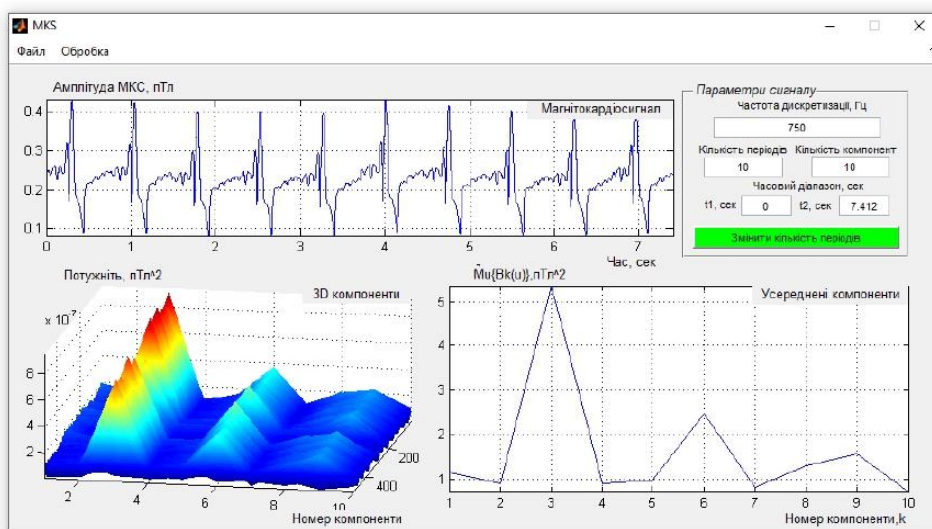 MKS
Файл Обробка
Амплітуда МКС, пТл
Магнітокардіосигнал
0.4
0.3
0.2
0.1
0 1 2 3 4 5 6 7
Час, сек
Параметри сигналу
Частота дискретизації, Гц
750
Кількість періодів Кількість компонент
10 10
Часовий діапазон, сек
t1, сек 0 t2, сек 7.412
Змінити кількість періодів
Потужніть, пТл^2
3D компоненти
x 10^7
8
6
4
2
2 4 6 8 10
200
400
Номер компоненти
M̂u{Bk(u)},пТл^2
Усереднені компоненти
5
4
3
2
1
1 2 3 4 5 6 7 8 9 10
Номер компоненти,k